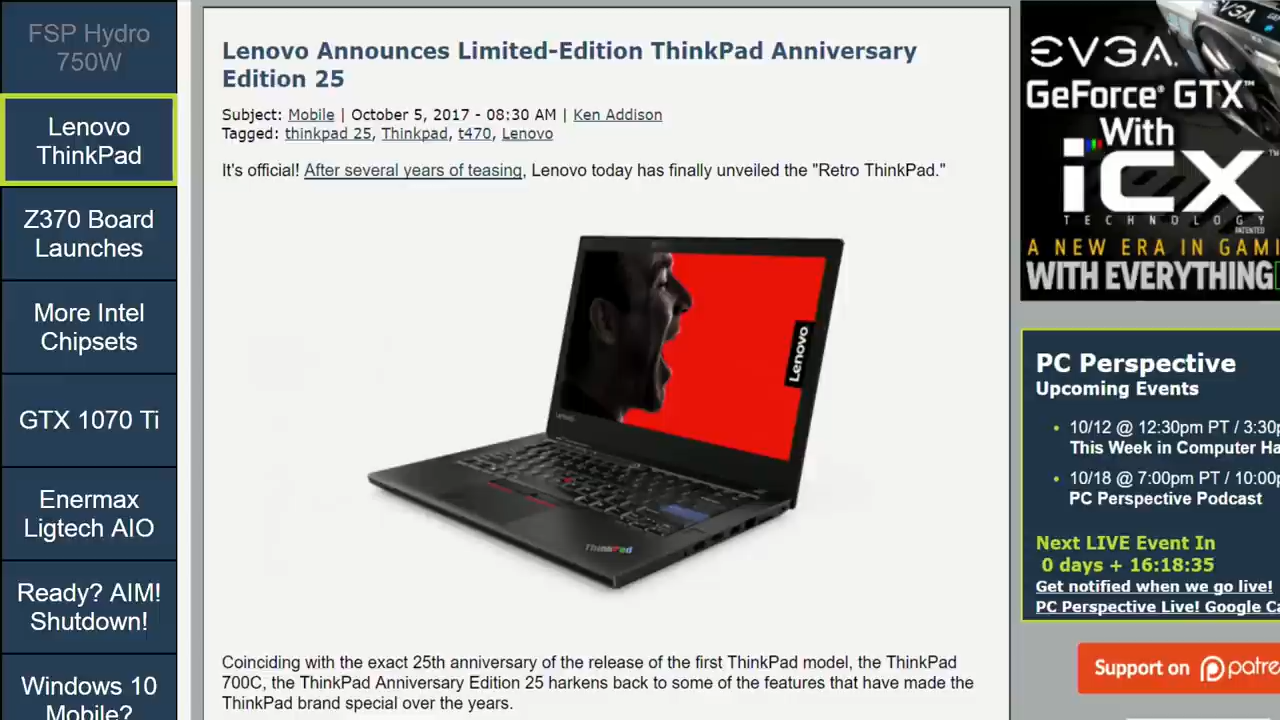 FSP Hydro
750W
Lenovo
ThinkPad
Z370 Board
Launches
More Intel
Chipsets
GTX 1070 Ti
Enermax
Ligtech AIO
Ready? AIM!
Shutdown!
Windows 10
Mobile?
Lenovo Announces Limited-Edition ThinkPad Anniversary
Edition 25
Subject: Mobile | October 5, 2017 - 08:30 AM | Ken Addison
Tagged: thinkpad 25, Thinkpad, t470, Lenovo
It's official! After several years of teasing, Lenovo today has finally unveiled the "Retro ThinkPad."
Lenovo
Lenovo
ThinkPad
Coinciding with the exact 25th anniversary of the release of the first ThinkPad model, the ThinkPad
700C, the ThinkPad Anniversary Edition 25 harkens back to some of the features that have made the
ThinkPad brand special over the years.
EVGA
EVGA.
GeForce® GTX™
With
iCX™
TECHNOLOGY
PATENTED
A NEW ERA IN GAMI
WITH EVERYTHING
PC Perspective
Upcoming Events
• 10/12 @ 12:30pm PT / 3:30p
This Week in Computer Ha
• 10/18 @ 7:00pm PT / 10:00p
PC Perspective Podcast
Next LIVE Event In
0 days + 16:18:35
Get notified when we go live!
PC Perspective Live! Google Ca
Support on patre